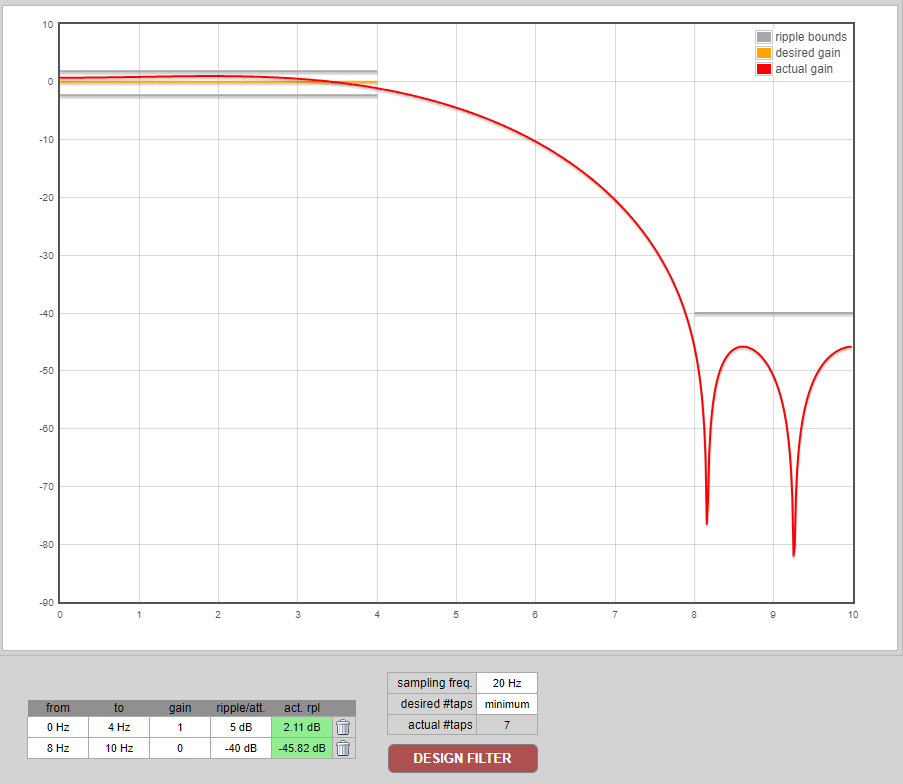 10
0
-10
-20
-30
-40
-50
-60
-70
-80
-90
0 1 2 3 4 5 6 7 8 9 10
ripple bounds
desired gain
actual gain
from to gain ripple/att. act. rpl
0 Hz 4 Hz 1 5 dB 2.11 dB
8 Hz 10 Hz 0 -40 dB -45.82 dB
sampling freq. 20 Hz
desired #taps minimum
actual #taps 7
DESIGN FILTER